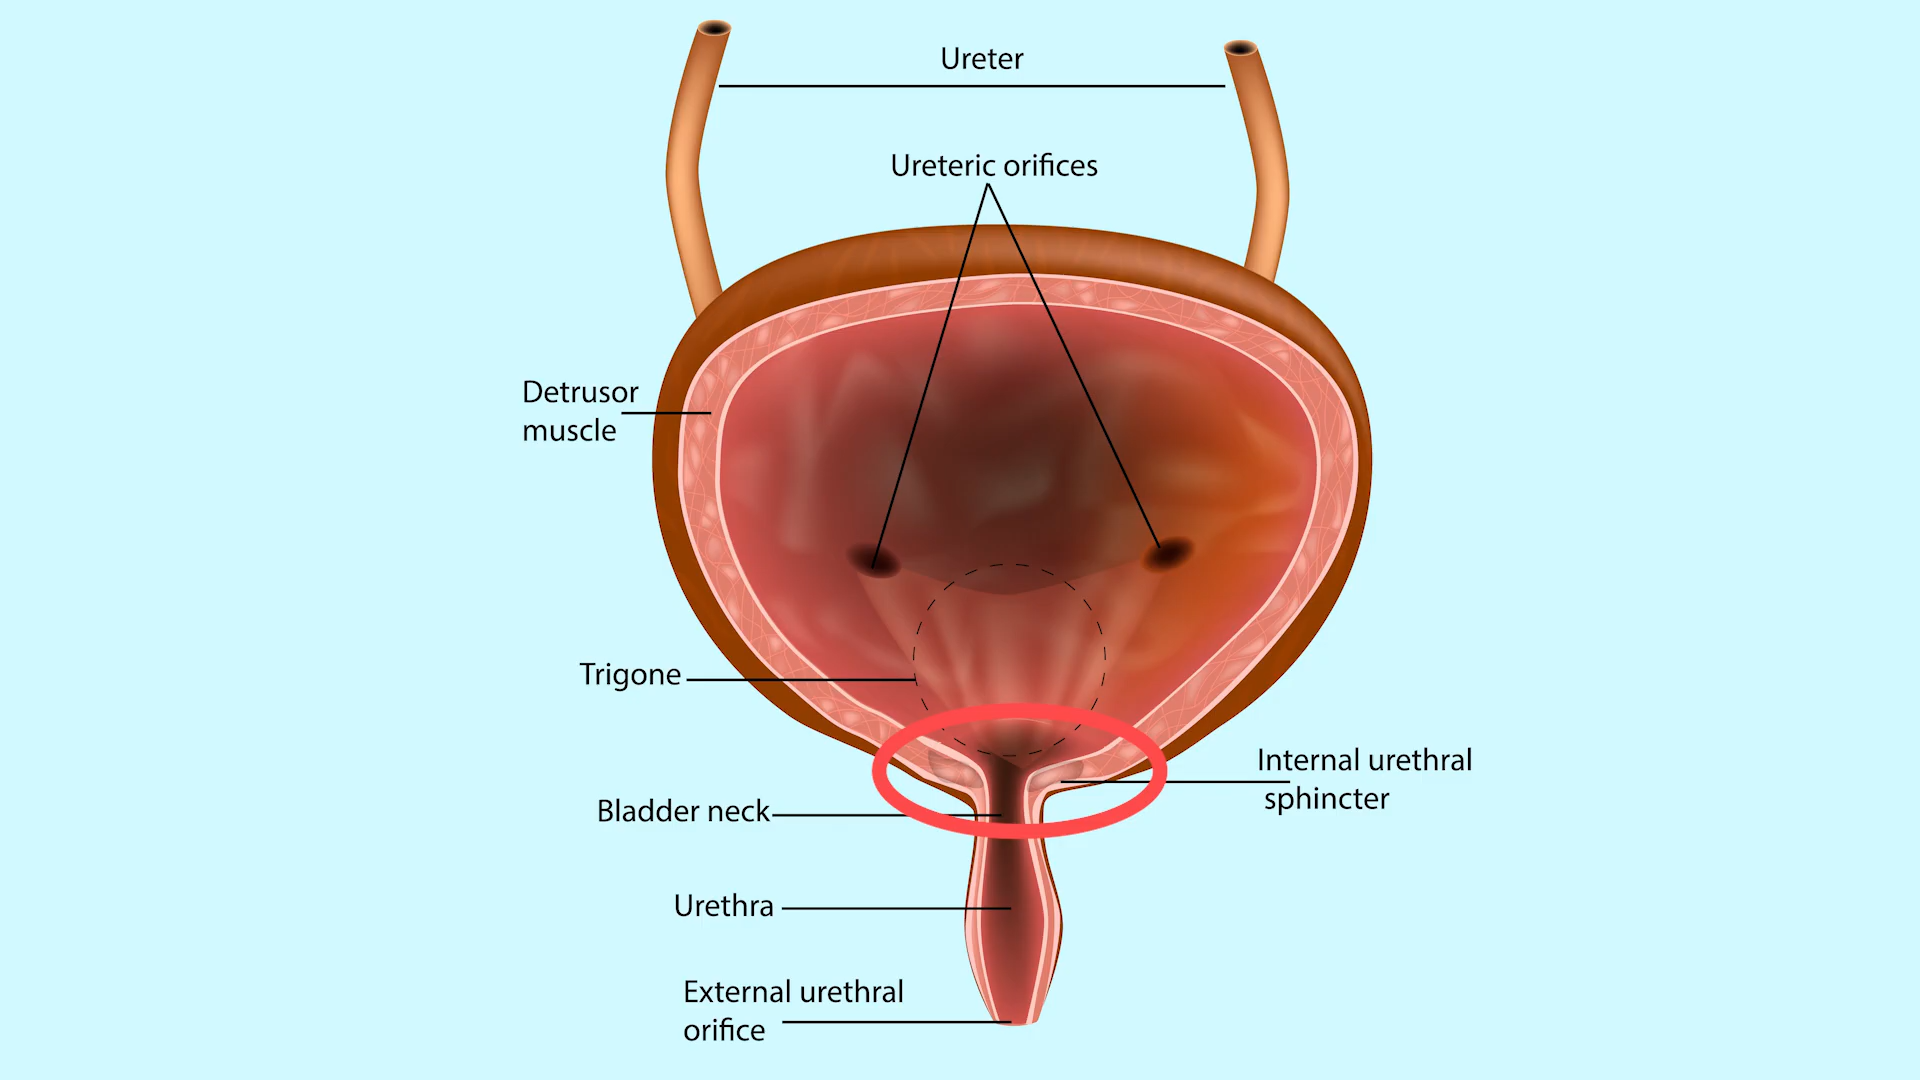 Ureter
Ureteric orifices
Detrusor
muscle
Trigone
Internal urethral
sphincter
Bladder neck
Urethra
External urethral
orifice